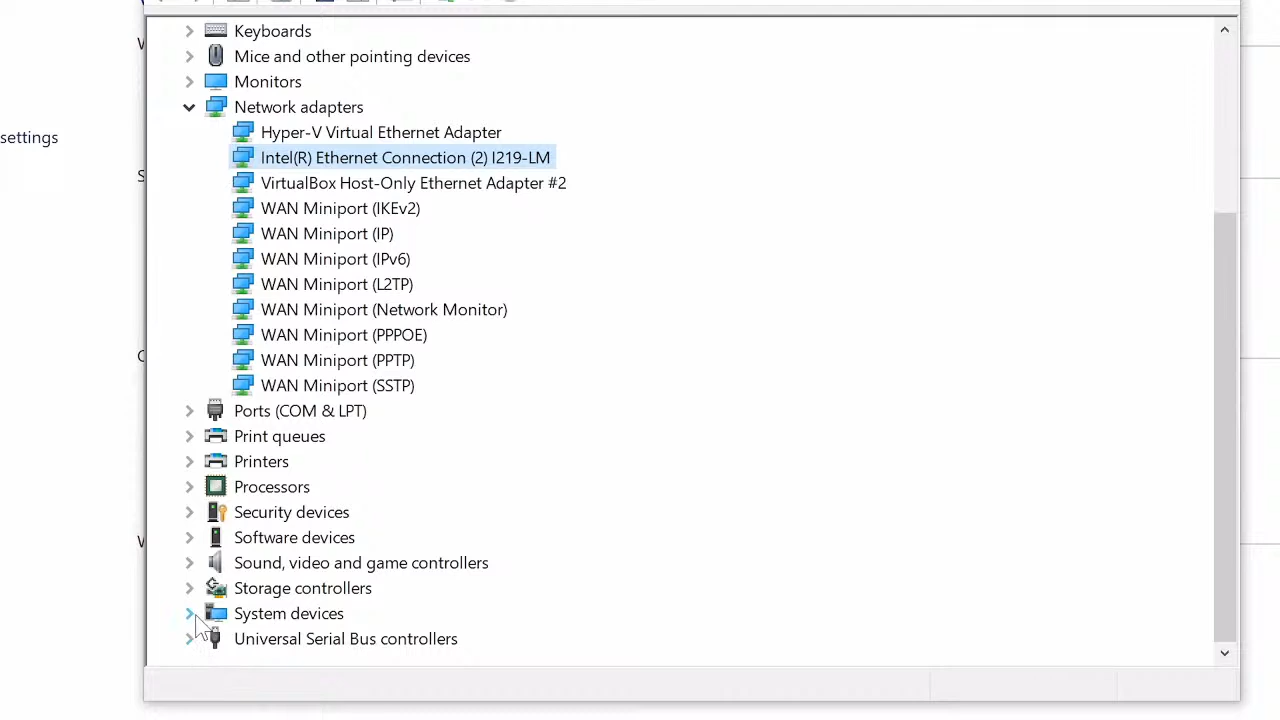 Keyboards
Mice and other pointing devices
Monitors
Network adapters
Hyper-V Virtual Ethernet Adapter
settings
Intel(R) Ethernet Connection (2) I219-LM
VirtualBox Host-Only Ethernet Adapter #2
WAN Miniport (IKEv2)
WAN Miniport (IP)
WAN Miniport (IPv6)
WAN Miniport (L2TP)
WAN Miniport (Network Monitor)
WAN Miniport (PPPOE)
WAN Miniport (PPTP)
WAN Miniport (SSTP)
Ports (COM & LPT)
Print queues
Printers
Processors
Security devices
Software devices
Sound, video and game controllers
Storage controllers
System devices
Universal Serial Bus controllers